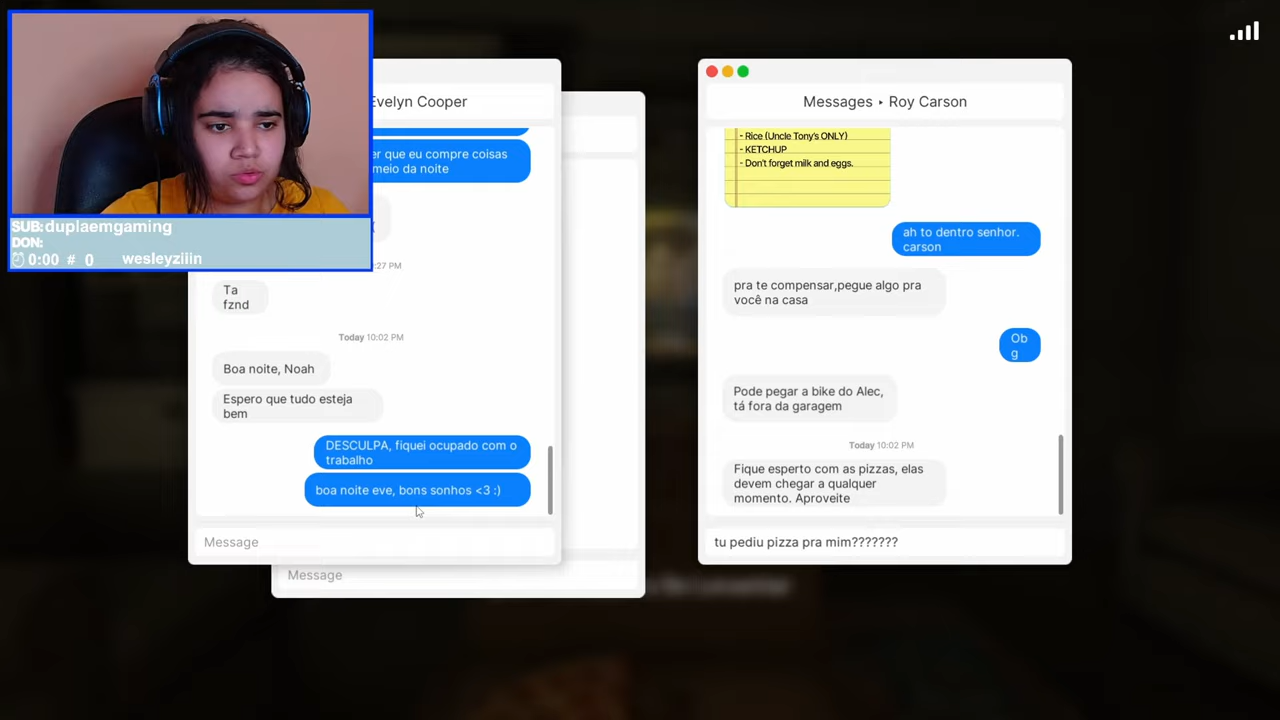 SUB:duplaemgaming
DON:
0:00 # 0 wesleyziiin
Evelyn Cooper
er que eu compre coisas
meio da noite
:27 PM
Ta
fznd
Today 10:02 PM
Boa noite, Noah
Espero que tudo esteja
bem
DESCULPA, fiquei ocupado com o
trabalho
boa noite eve, bons sonhos <3 :)
Message
Message
Messages ▸ Roy Carson
- Rice (Uncle Tony's ONLY)
- KETCHUP
- Don't forget milk and eggs.
ah to dentro senhor.
carson
pra te compensar,pegue algo pra
você na casa
Ob
g
Pode pegar a bike do Alec,
tá fora da garagem
Today 10:02 PM
Fique esperto com as pizzas, elas
devem chegar a qualquer
momento. Aproveite
tu pediu pizza pra mim???????